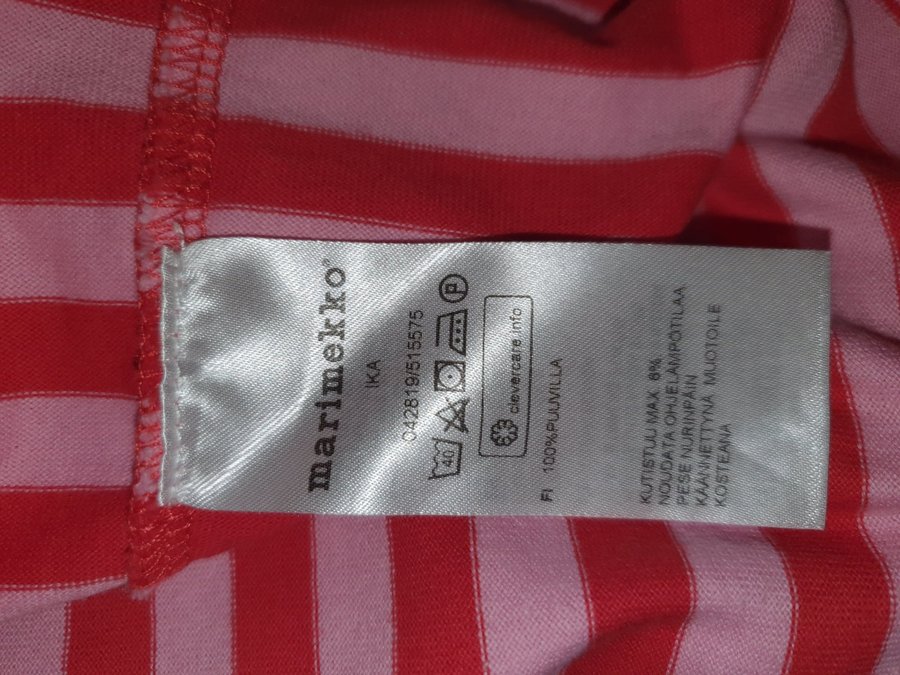 marimekko®
IKA
042819/515575
40 P
clevercare.info
FI 100%PUUVILLA
KUTISTUU MAX 6%
NOUDATA OHJELÄMPÖTILAA
PESE NURINPÄIN
KÄÄNNETTYNÄ MUOTOILE
KOSTEANA